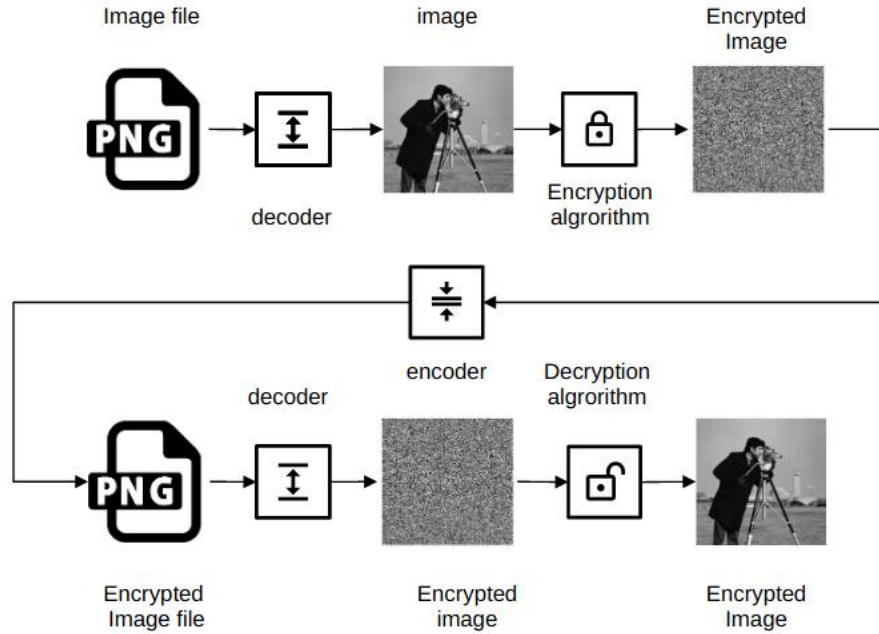 Image file
image
Encrypted
Image
PNG
decoder
Encryption
algrorithm
encoder
decoder
Decryption
algorithm
PNG
Encrypted
Image file
Encrypted
image
Encrypted
Image